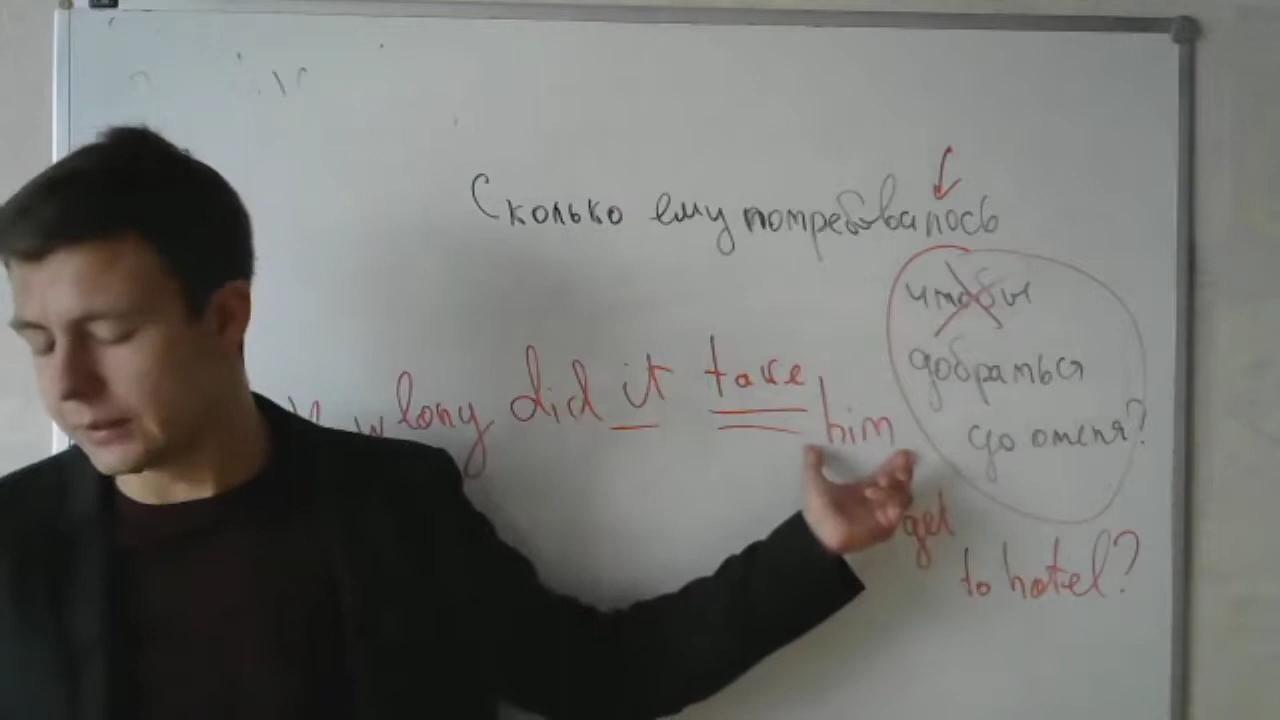 Сколько ему потребовалось
чтобы
добраться
до отеля?
long did it take him
get
to hotel?